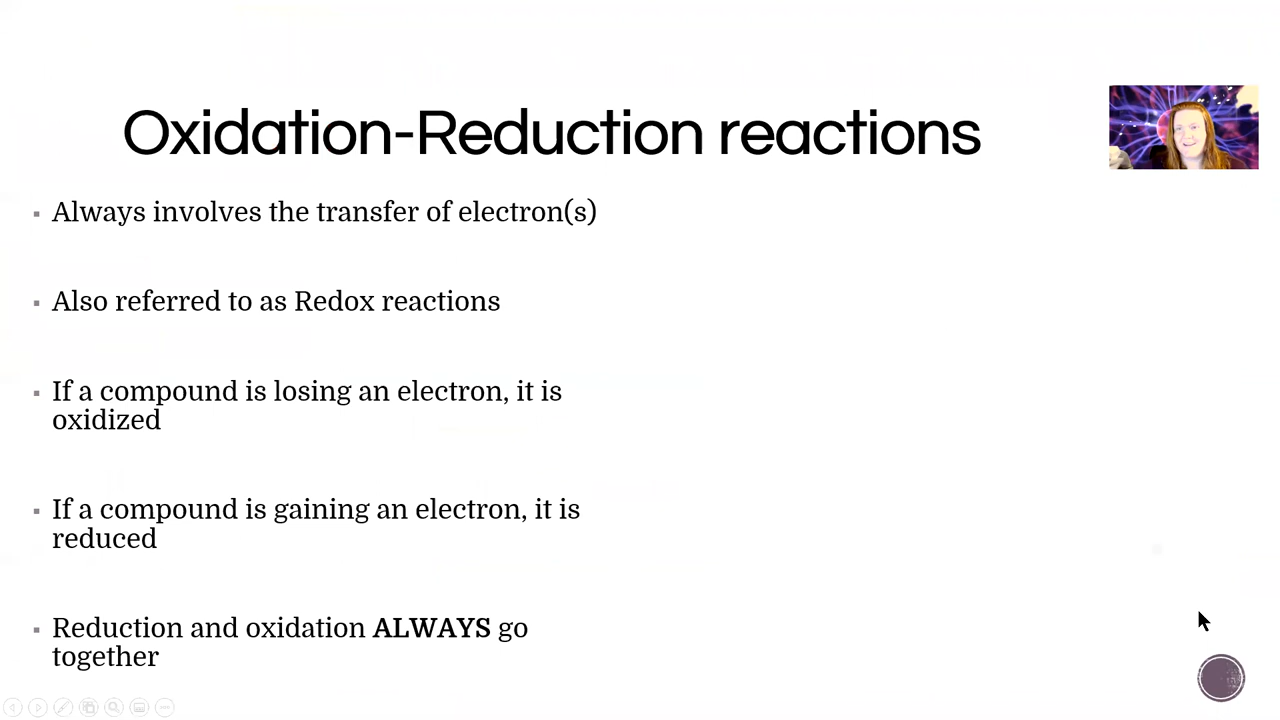 Oxidation-Reduction reactions
Always involves the transfer of electron(s)
Also referred to as Redox reactions
If a compound is losing an electron, it is
oxidized
If a compound is gaining an electron, it is
reduced
Reduction and oxidation ALWAYS go
together